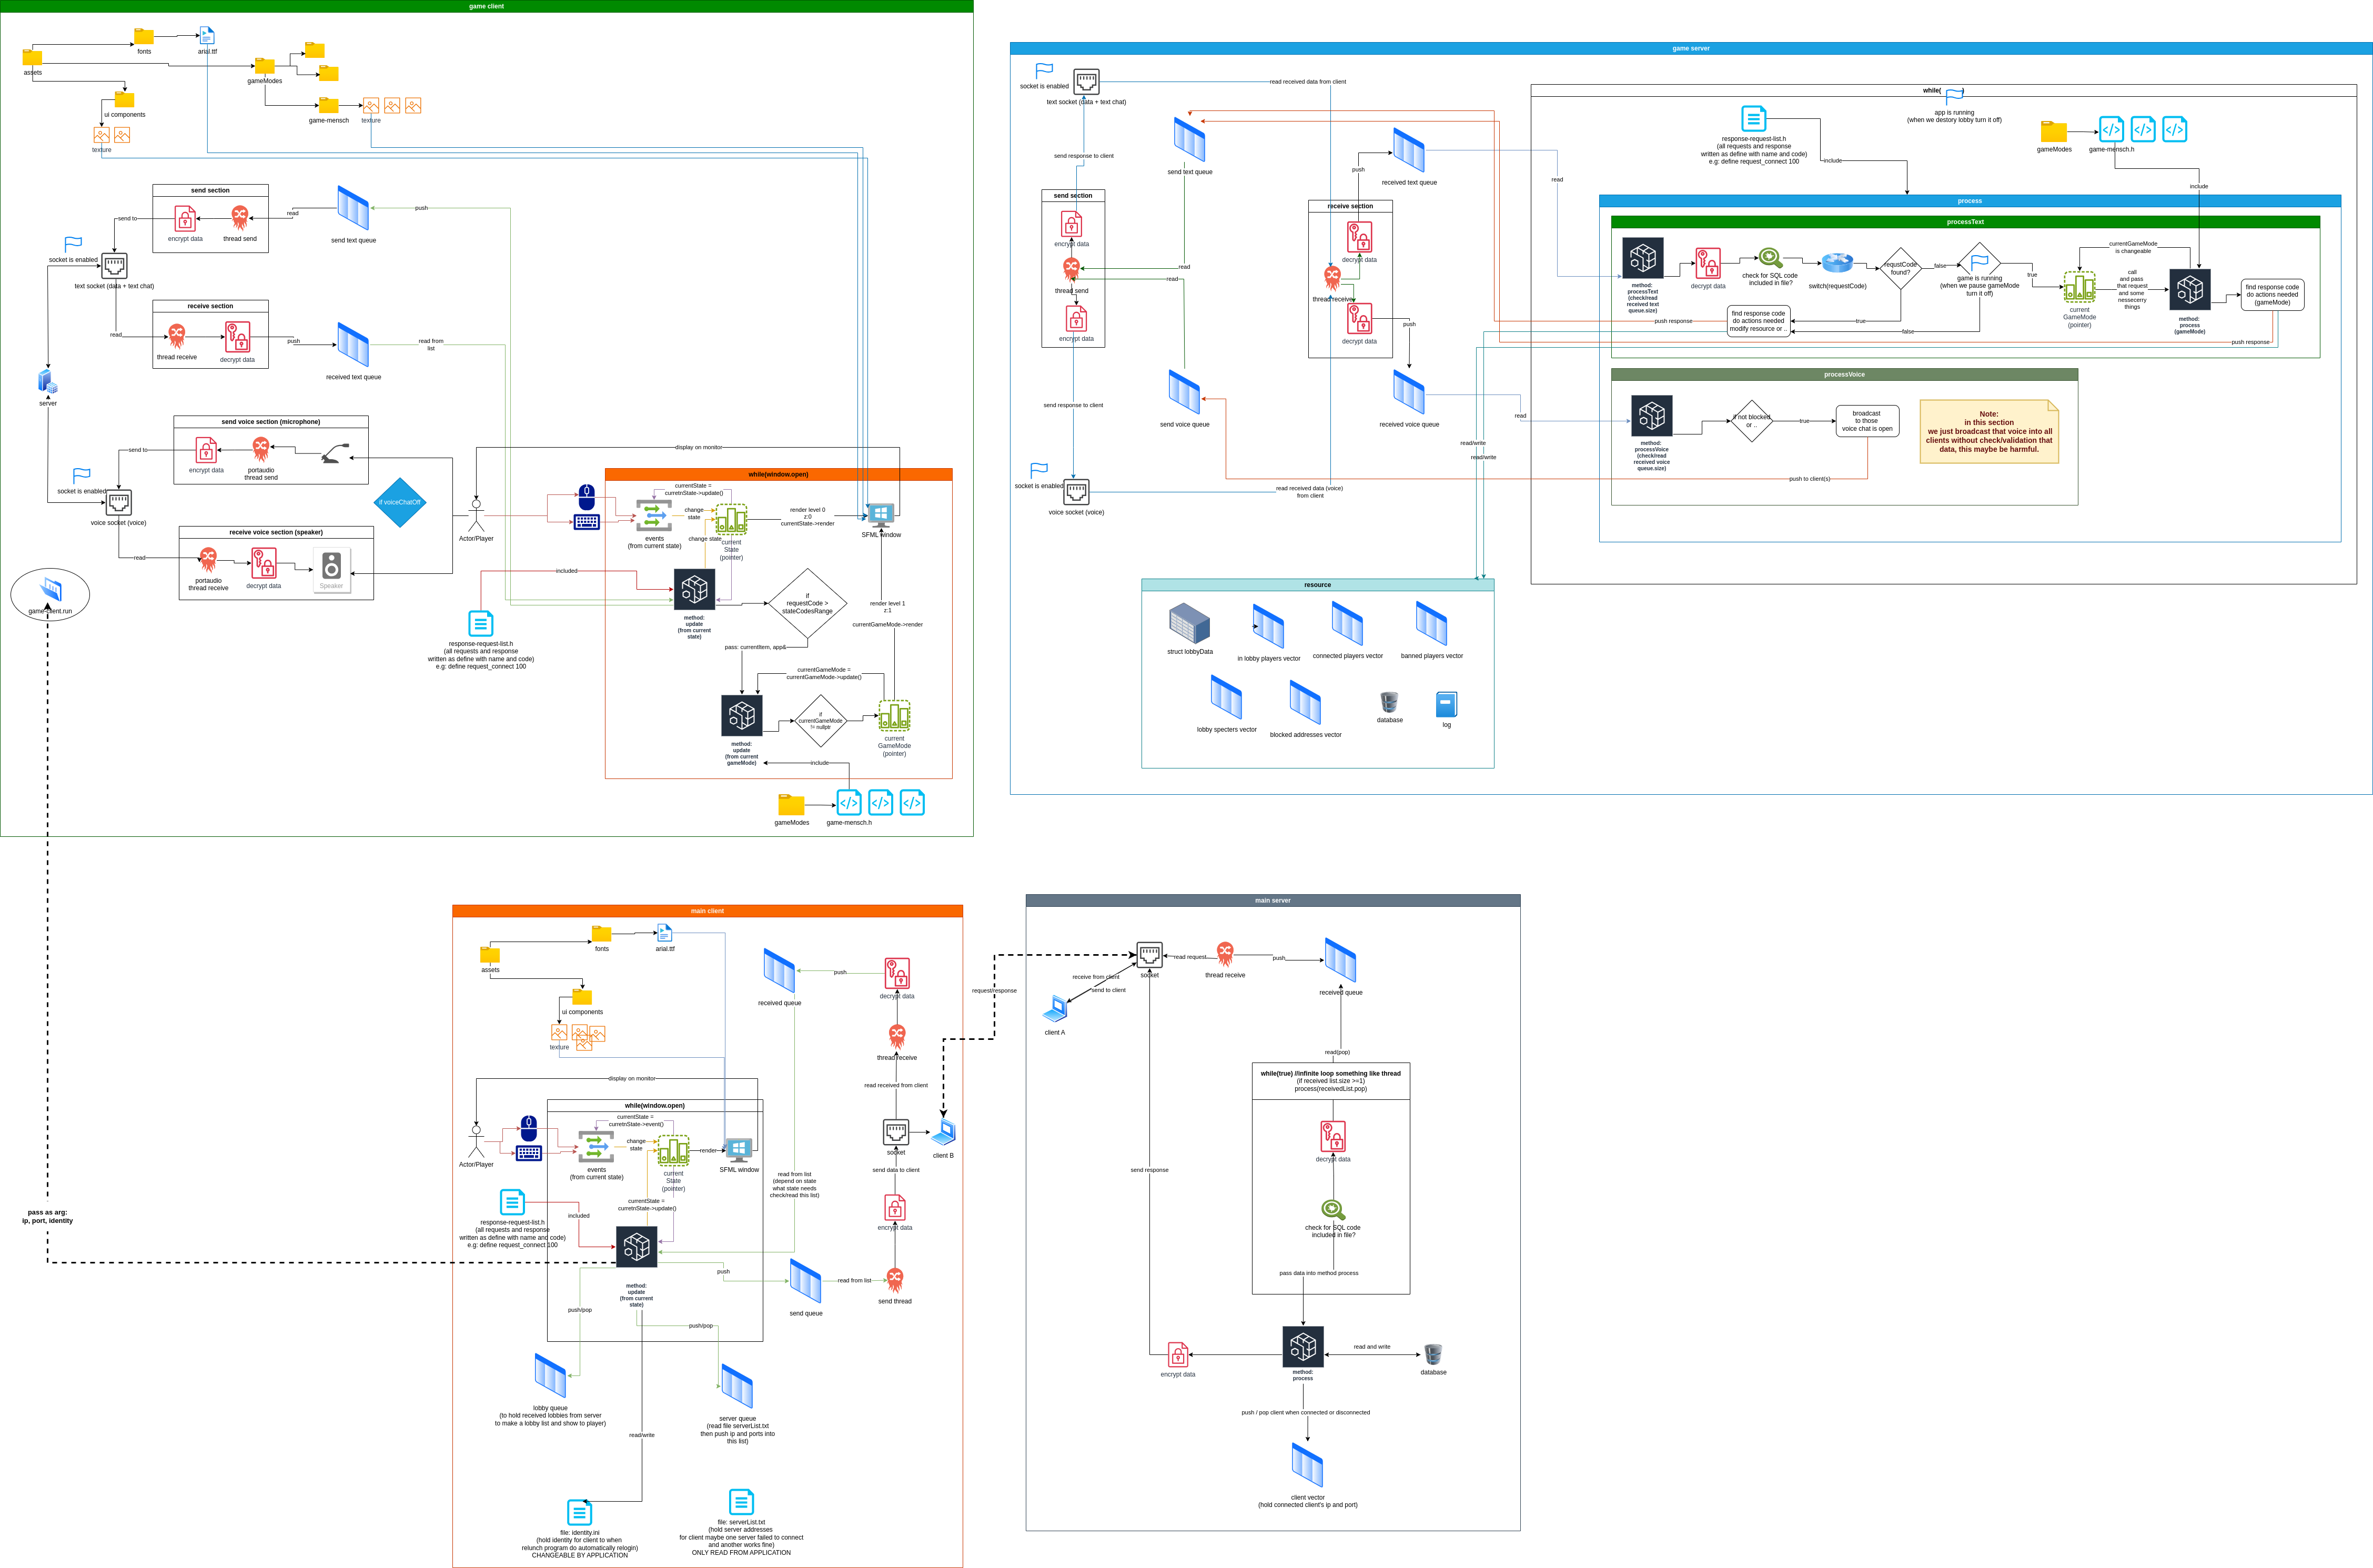 game client
fonts
arial.ttf
assets
gameModes
ui components
game-mensch
texture
texture
send section
encrypt data
thread send
send to
read
push
send text queue
socket is enabled
text socket (data + text chat)
receive section
thread receive
decrypt data
read
push
read from
list
received text queue
server
send voice section (microphone)
send to
encrypt data
portaudio
thread send
socket is enabled
voice socket (voice)
if voiceChatOff
receive voice section (speaker)
read
portaudio
thread receive
decrypt data
Speaker
game-client.run
display on monitor
Actor/Player
while(window.open)
currentState =
curretnState->update()
events
(from current state)
change
state
change state
current
State
(pointer)
render level 0
z:0
currentState->render
SFML window
included
method:
update
(from current
state)
if
requestCode >
stateCodesRange
render level 1
z:1
currentGameMode->render
response-request-list.h
(all requests and response
written as define with name and code)
e.g: define request_connect 100
pass: currentItem, app&
currentGameMode =
currentGameMode->update()
method:
update
(from current
gameMode)
if
currentGameMode
!= nullptr
current
GameMode
(pointer)
include
gameModes
game-mensch.h
game server
socket is enabled
text socket (data + text chat)
read received data from client
send response to client
send text queue
received text queue
send section
encrypt data
thread send
encrypt data
read
read
receive section
decrypt data
thread receive
decrypt data
push
push
read
send response to client
send voice queue
received voice queue
read
socket is enabled
voice socket (voice)
read received data (voice)
from client
while(
)
app is running
(when we destory lobby turn it off)
response-request-list.h
(all requests and response
written as define with name and code)
e.g: define request_connect 100
include
gameModes
game-mensch.h
include
process
processText
method:
processText
(check/read
received text
queue.size)
decrypt data
check for SQL code
included in file?
switch(requestCode)
requstCode
found?
false
game is running
(when we pause gameMode
turn it off)
true
currentGameMode
is changeable
current
GameMode
(pointer)
call
and pass
that request
and some
nessecerry
things
method:
process
(gameMode)
find response code
do actions needed
(gameMode)
find response code
do actions needed
modify resource or ..
true
false
push response
push response
read/write
read/write
processVoice
method:
processVoice
(check/read
received voice
queue.size)
if not blocked
or ..
true
broadcast
to those
voice chat is open
Note:
in this section
we just broadcast that voice into all
clients without check/validation that
data, this maybe be harmful.
push to client(s)
resource
struct lobbyData
in lobby players vector
connected players vector
banned players vector
lobby specters vector
blocked addresses vector
database
log
main client
fonts
arial.ttf
assets
ui components
texture
received queue
push
decrypt data
thread receive
read received from client
socket
client B
send data to client
encrypt data
send thread
display on monitor
Actor/Player
while(window.open)
currentState =
curretnState->event()
events
(from current state)
change
state
current
State
(pointer)
render
SFML window
read from list
(depend on state
what state needs
check/read this list)
currentState =
curretnState->update()
response-request-list.h
(all requests and response
written as define with name and code)
e.g: define request_connect 100
included
method:
update
(from current
state)
push
send queue
read from list
push/pop
push/pop
lobby queue
(to hold received lobbies from server
to make a lobby list and show to player)
server queue
(read file serverList.txt
then push ip and ports into
this list)
read/write
file: identity.ini
(hold identity for client to when
relunch program do automatically relogin)
CHANGEABLE BY APPLICATION
file: serverList.txt
(hold server addresses
for client maybe one server failed to connect
and another works fine)
ONLY READ FROM APPLICATION
pass as arg:
ip, port, identity
request/response
main server
socket
read request
thread receive
push
received queue
receive from client
send to client
client A
read(pop)
while(true) //infinite loop something like thread
(if received list.size >=1)
process(receivedList,pop)
decrypt data
check for SQL code
included in file?
send response
pass data into method process
encrypt data
method:
process
read and write
database
push / pop client when connected or disconnected
client vector
(hold connected client's ip and port)